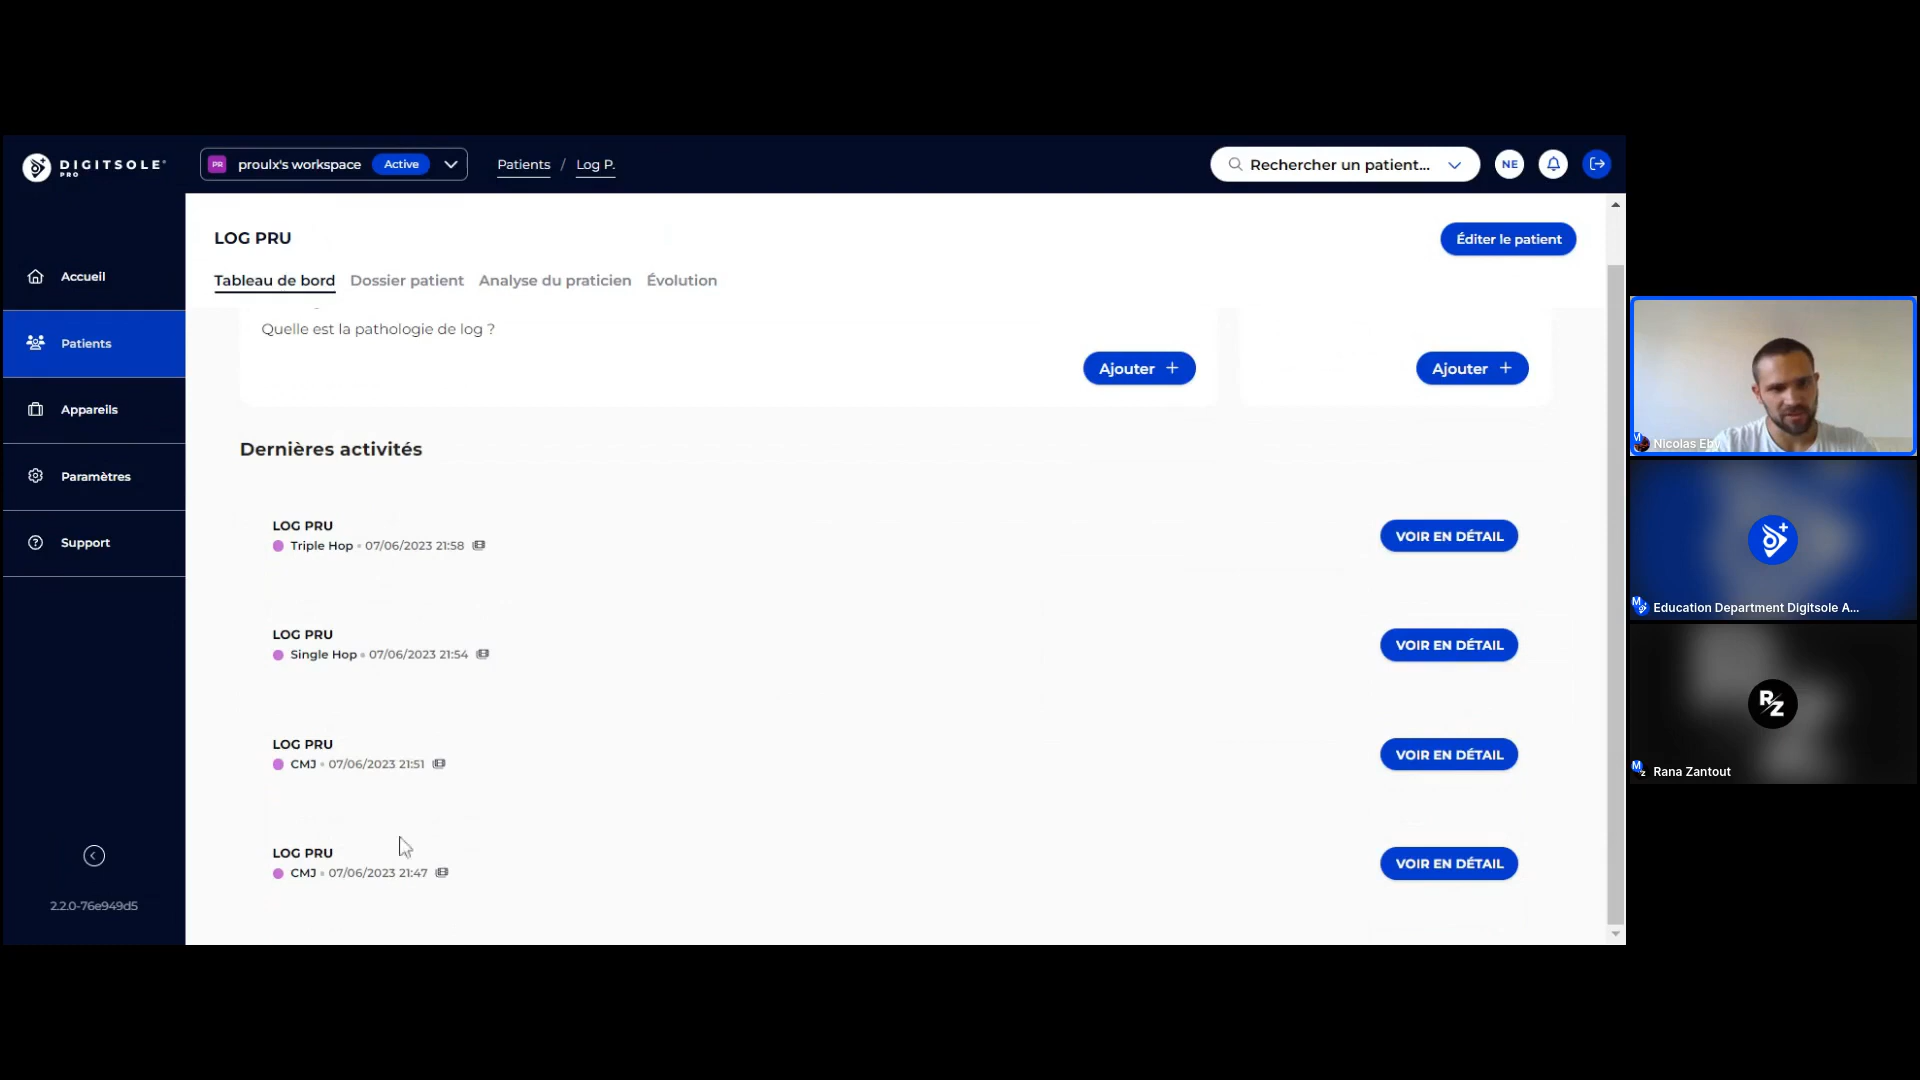 DIGITSOLE
PRO
PR proulx's workspace Active
Patients / Log P.
Rechercher un patient...
NE
LOG PRU
Éditer le patient
Tableau de bord Dossier patient Analyse du praticien Évolution
Accueil
Patients
Appareils
Paramètres
Support
2.2.0-76e949d5
Quelle est la pathologie de log ?
Ajouter +
Ajouter +
Dernières activités
LOG PRU
Triple Hop • 07/06/2023 21:58
VOIR EN DÉTAIL
LOG PRU
Single Hop • 07/06/2023 21:54
VOIR EN DÉTAIL
LOG PRU
CMJ • 07/06/2023 21:51
VOIR EN DÉTAIL
LOG PRU
CMJ • 07/06/2023 21:47
VOIR EN DÉTAIL
Nicolas Eby
Education Department Digitsole A...
RZ
Rana Zantout